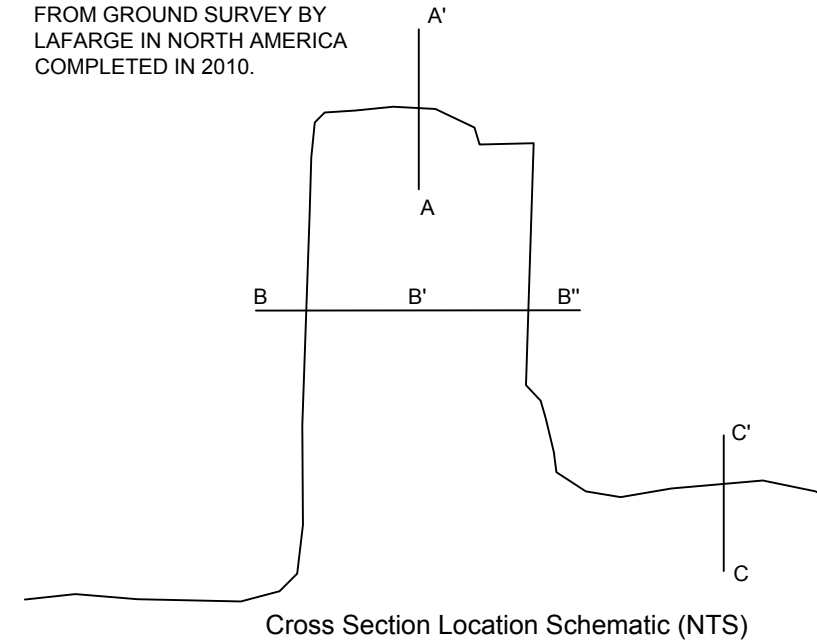 FROM GROUND SURVEY BY
LAFARGE IN NORTH AMERICA
COMPLETED IN 2010.
A'
A
B B' B"
C'
C
Cross Section Location Schematic (NTS)